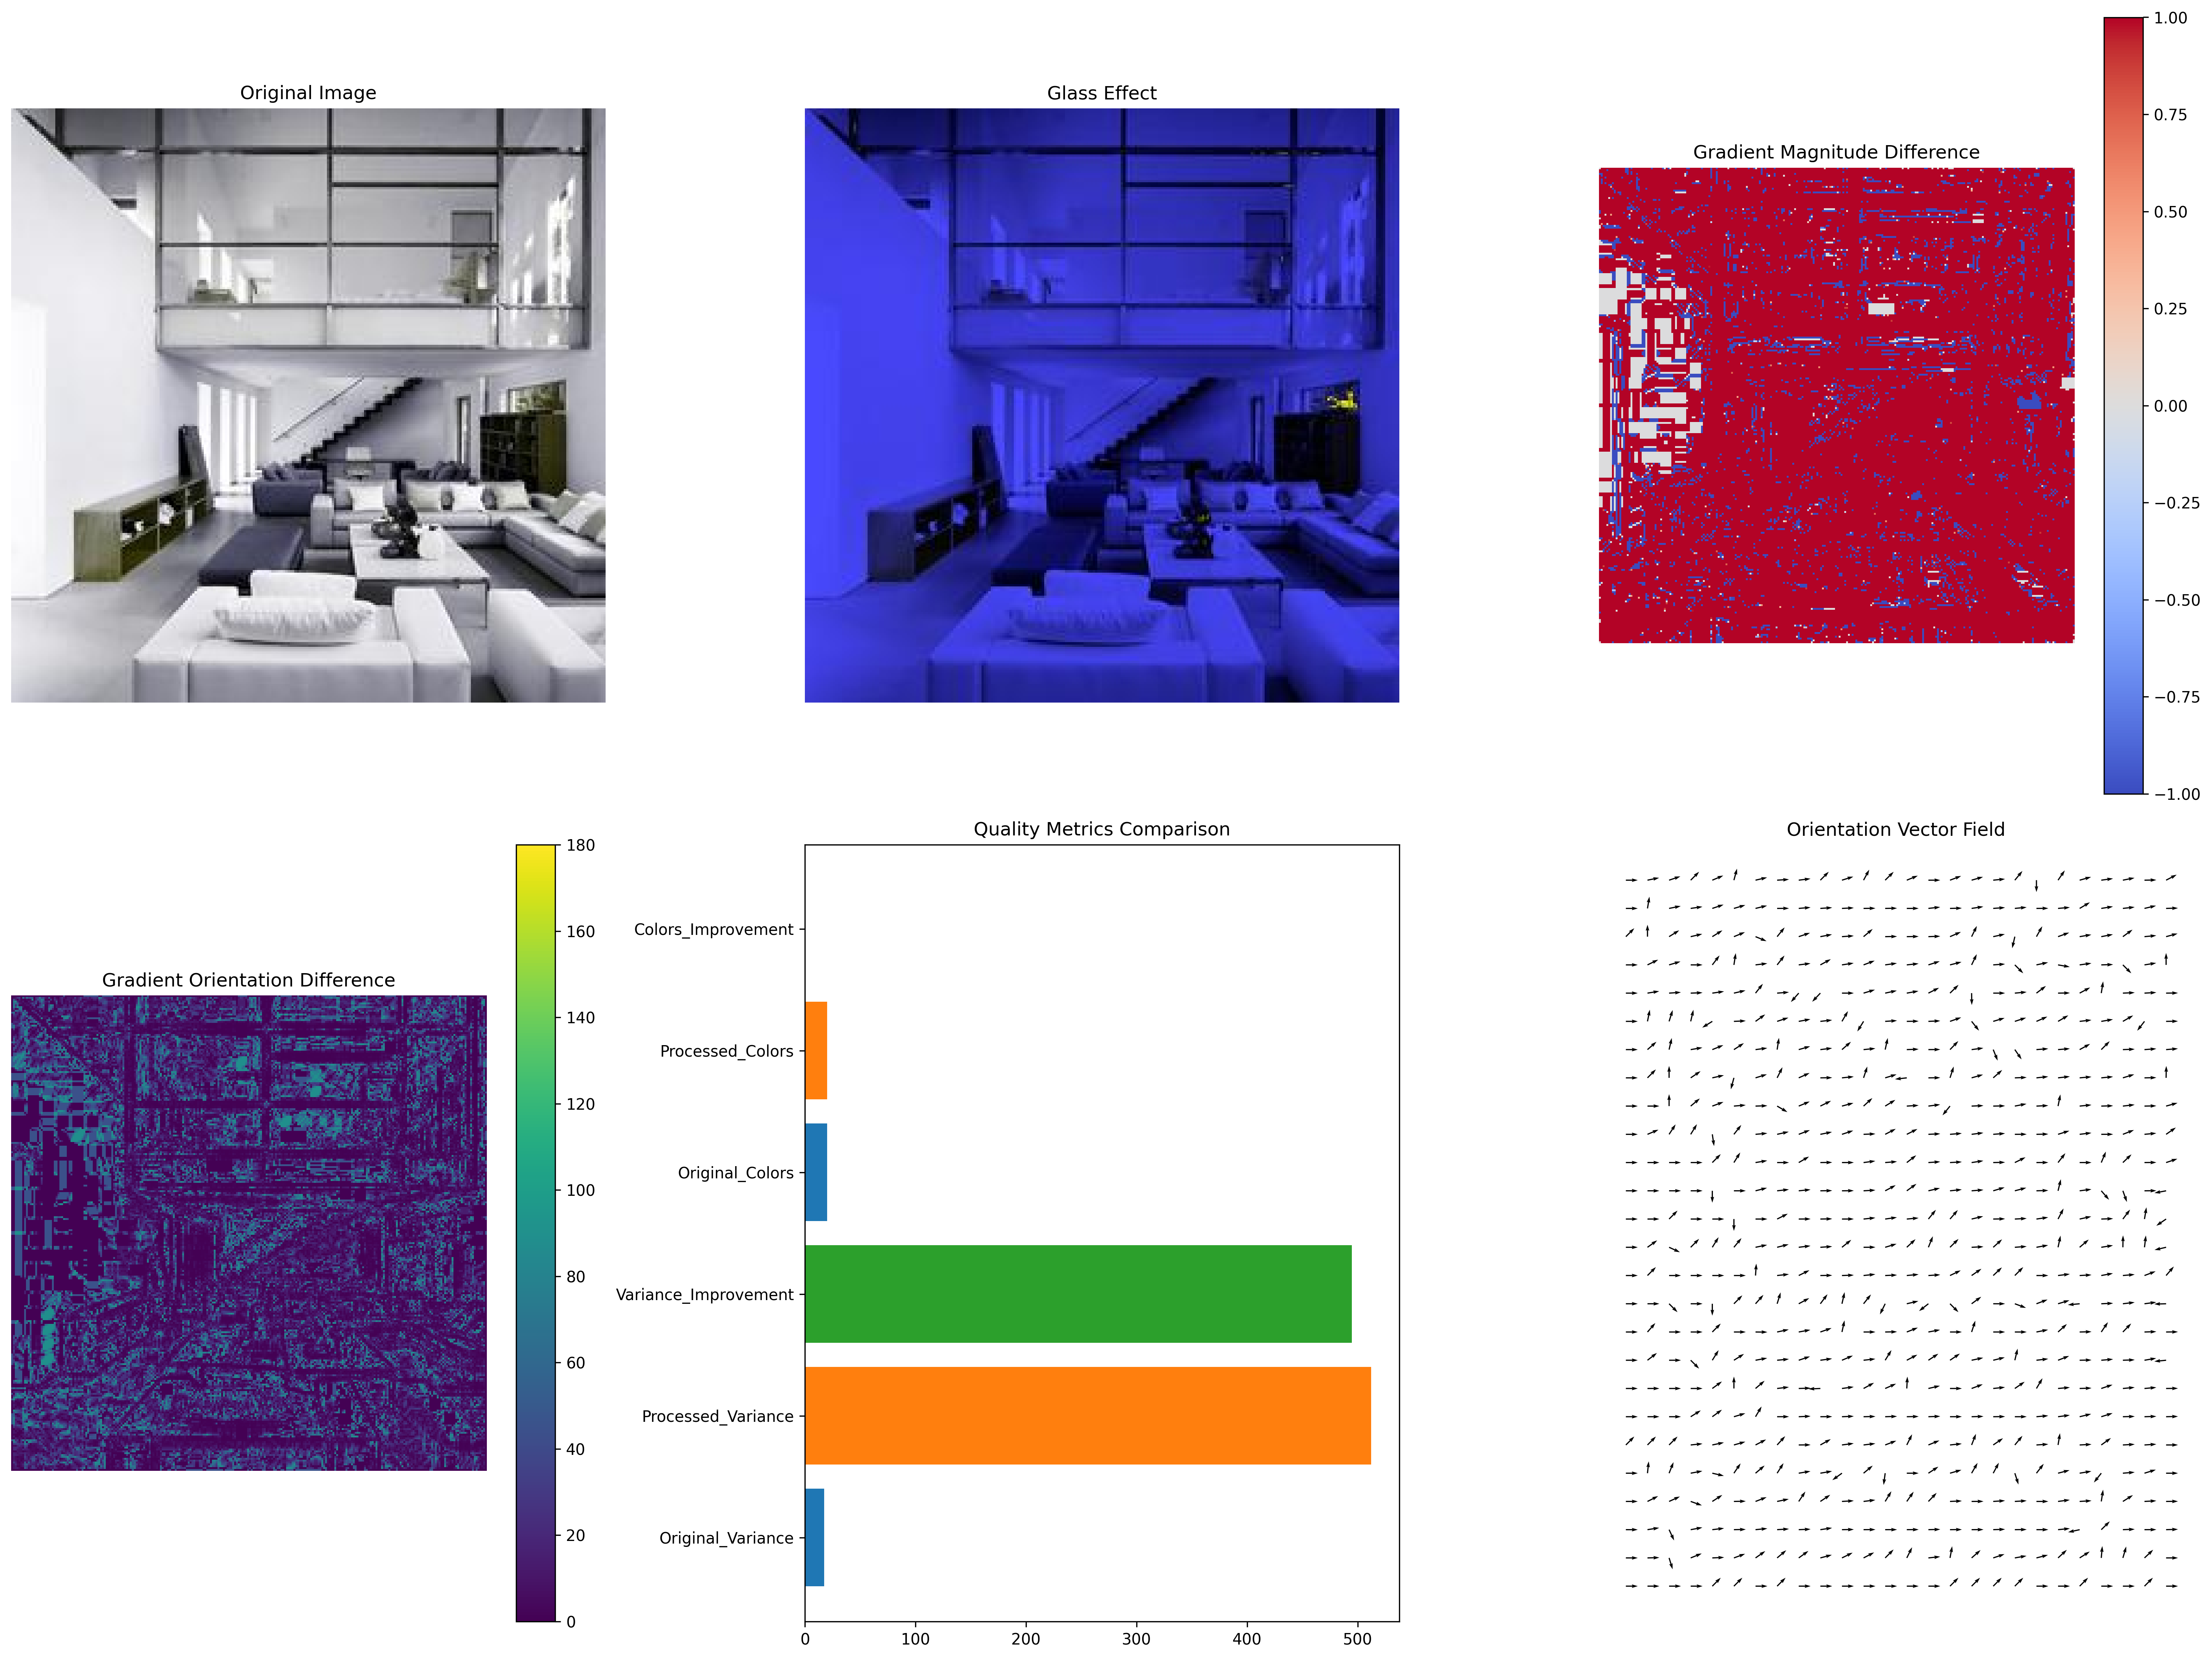 Original Image
Glass Effect
Gradient Magnitude Difference
1.00
0.75
0.50
0.25
0.00
−0.25
−0.50
−0.75
−1.00
Gradient Orientation Difference
180
160
140
120
100
80
60
40
20
0
Quality Metrics Comparison
Colors_Improvement
Processed_Colors
Original_Colors
Variance_Improvement
Processed_Variance
Original_Variance
0 100 200 300 400 500
Orientation Vector Field